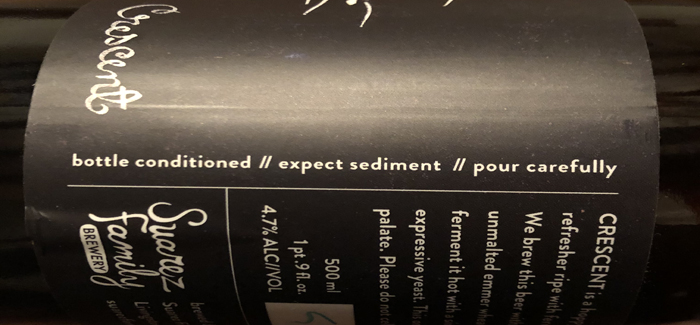 Crescent
bottle conditioned // expect sediment // pour carefully
CRESCENT is a
refresher ripe with
We brew this beer
unmalted emmer
ferment it hot with
expressive yeast.
palate. Please do not
500 ml
1 pt. 9 fl. oz.
4.7% ALC/VOL
Suarez
family
BREWERY